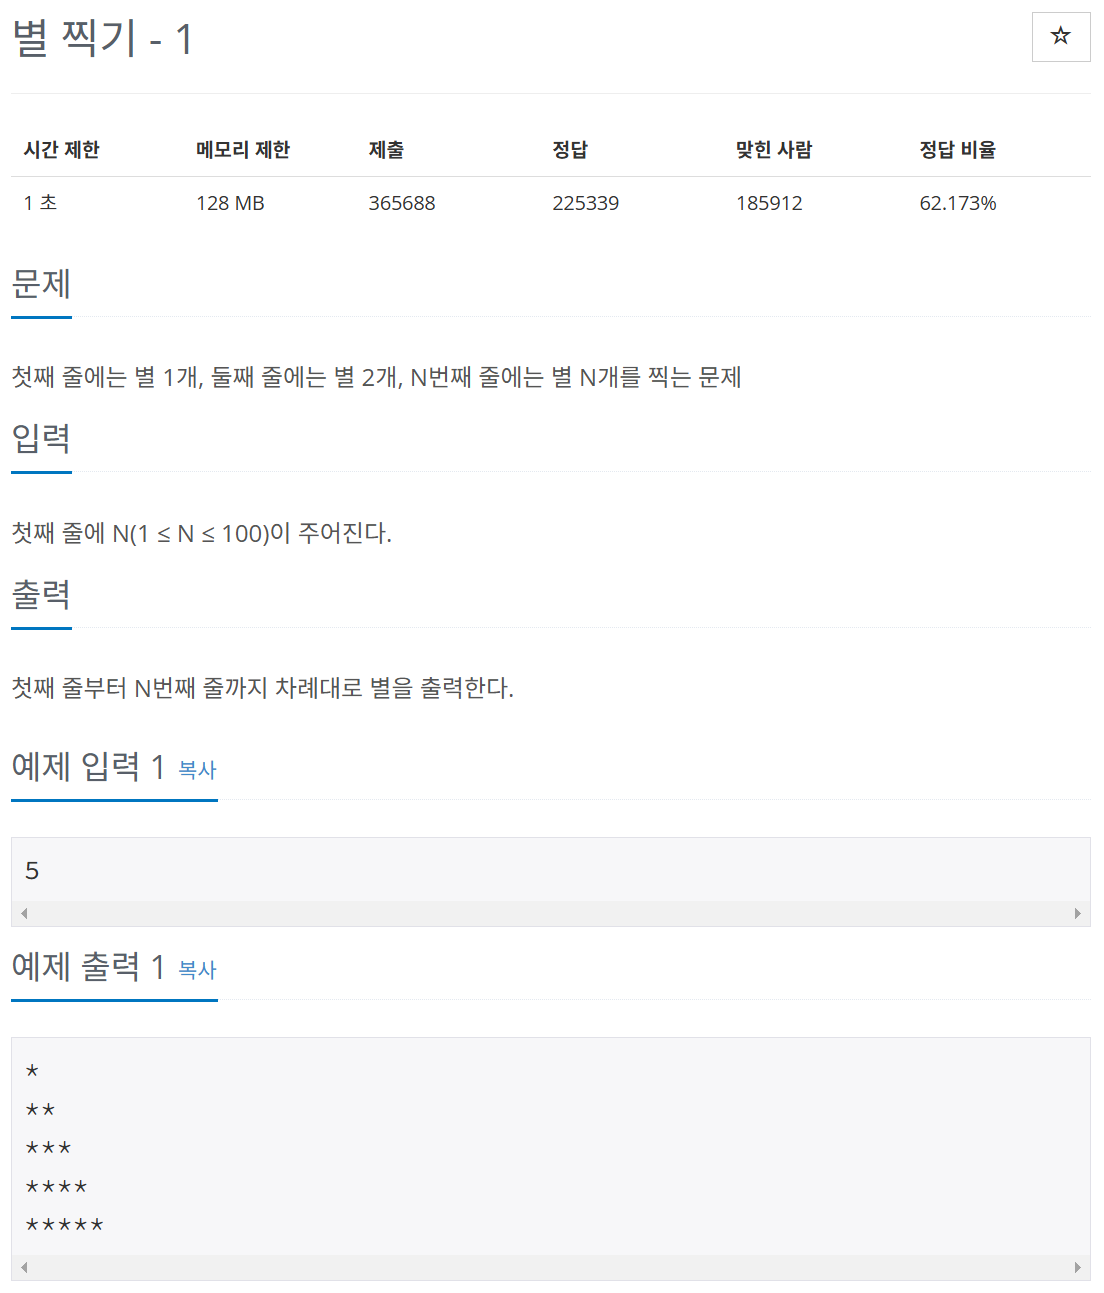 별 찍기 - 1
☆
시간 제한 메모리 제한 제출 정답 맞힌 사람 정답 비율
1 초 128 MB 365688 225339 185912 62.173%
문제
첫째 줄에는 별 1개, 둘째 줄에는 별 2개, N번째 줄에는 별 N개를 찍는 문제
입력
첫째 줄에 N(1 ≤ N ≤ 100)이 주어진다.
출력
첫째 줄부터 N번째 줄까지 차례대로 별을 출력한다.
예제 입력 1 복사
5
예제 출력 1 복사
*
**
***
****
*****